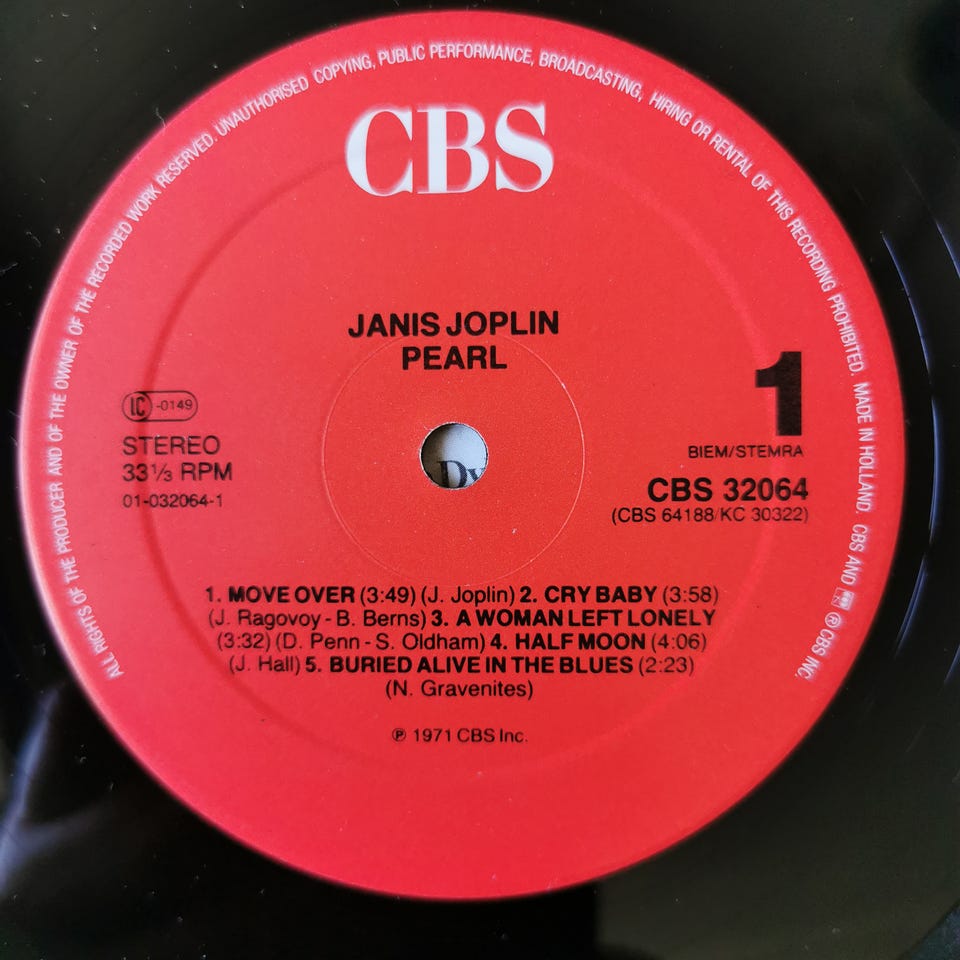 ALL RIGHTS OF THE PRODUCER AND OF THE OWNER OF THE RECORDED WORK RESERVED. UNAUTHORISED COPYING, PUBLIC PERFORMANCE, BROADCASTING, HIRING OR RENTAL OF THIS RECORDING PROHIBITED. MADE IN HOLLAND. CBS AND ® CBS INC.
CBS
JANIS JOPLIN
PEARL
1
LC -0149
STEREO
33⅓ RPM
01-032064-1
BIEM/STEMRA
CBS 32064
(CBS 64188/KC 30322)
1. MOVE OVER (3:49) (J. Joplin) 2. CRY BABY (3:58)
(J. Ragovoy - B. Berns) 3. A WOMAN LEFT LONELY
(3:32) (D. Penn - S. Oldham) 4. HALF MOON (4:06)
(J. Hall) 5. BURIED ALIVE IN THE BLUES (2:23)
(N. Gravenites)
℗ 1971 CBS Inc.